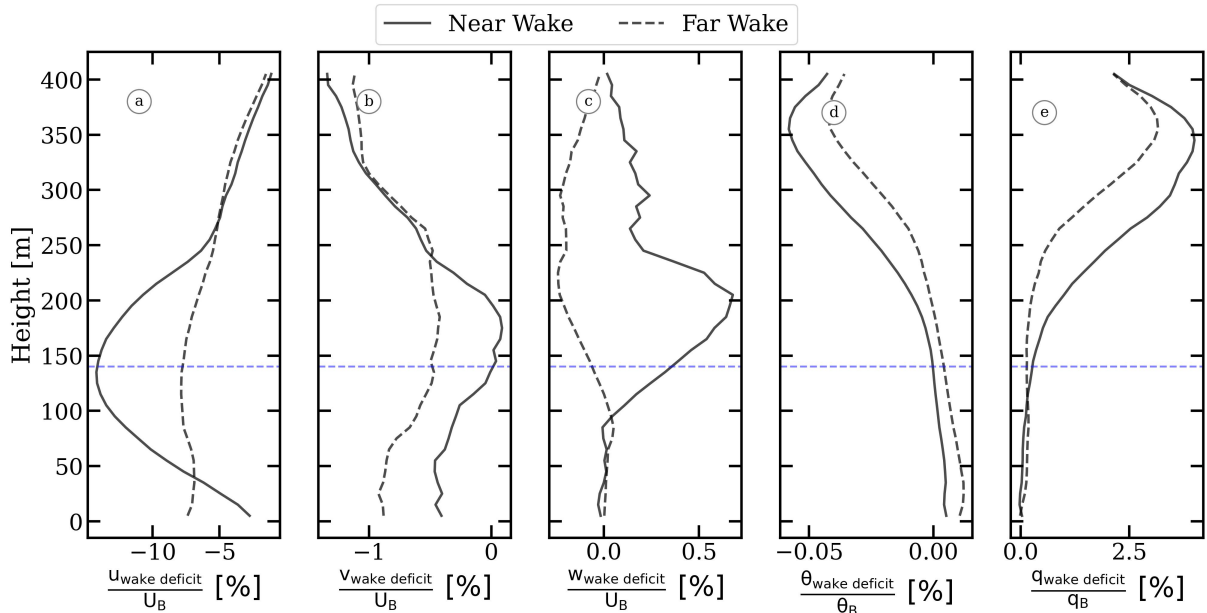 Near Wake Far Wake
a b c d e
Height [m]
400
350
300
250
200
150
100
50
0
−10 −5
−1 0
0.0 0.5
−0.05 0.00
0.0 2.5
u_wake deficit / U_B [%]
v_wake deficit / U_B [%]
w_wake deficit / U_B [%]
θ_wake deficit / θ_B [%]
q_wake deficit / q_B [%]